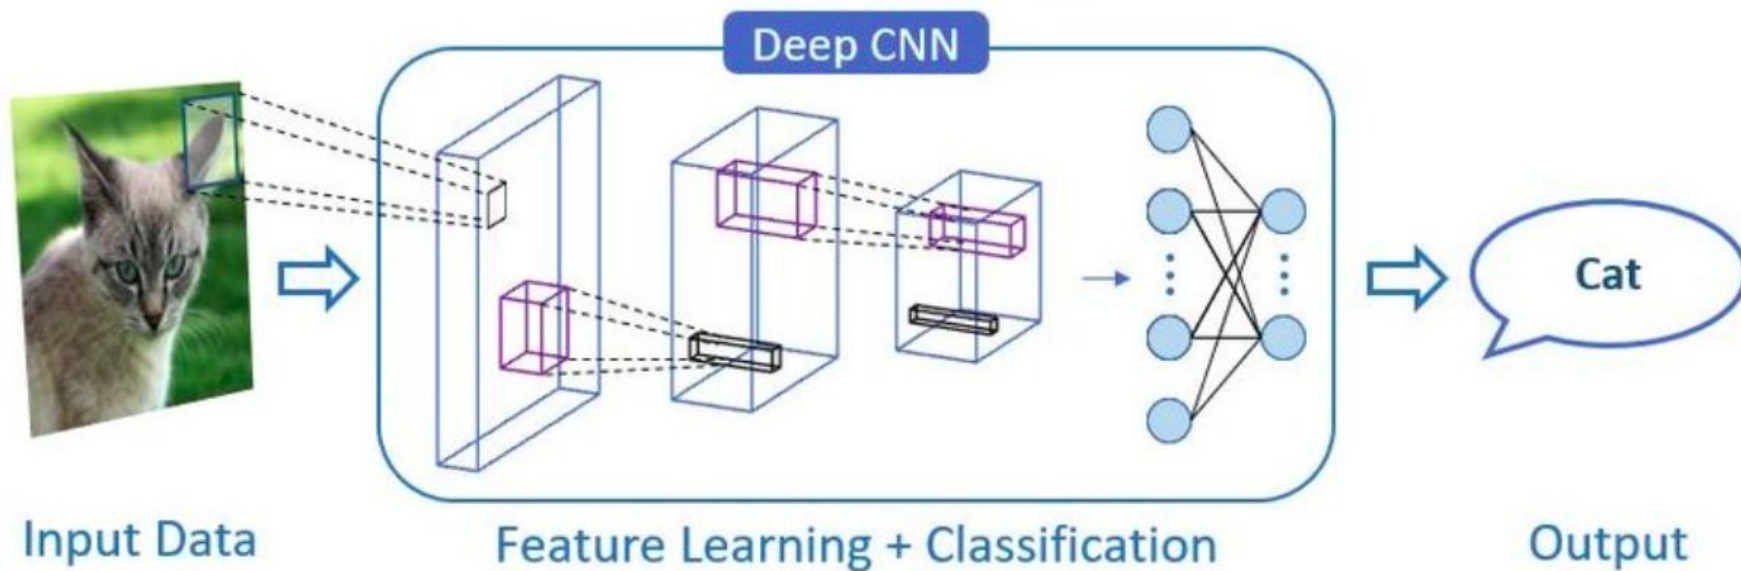 Deep CNN
Cat
Input Data
Feature Learning + Classification
Output